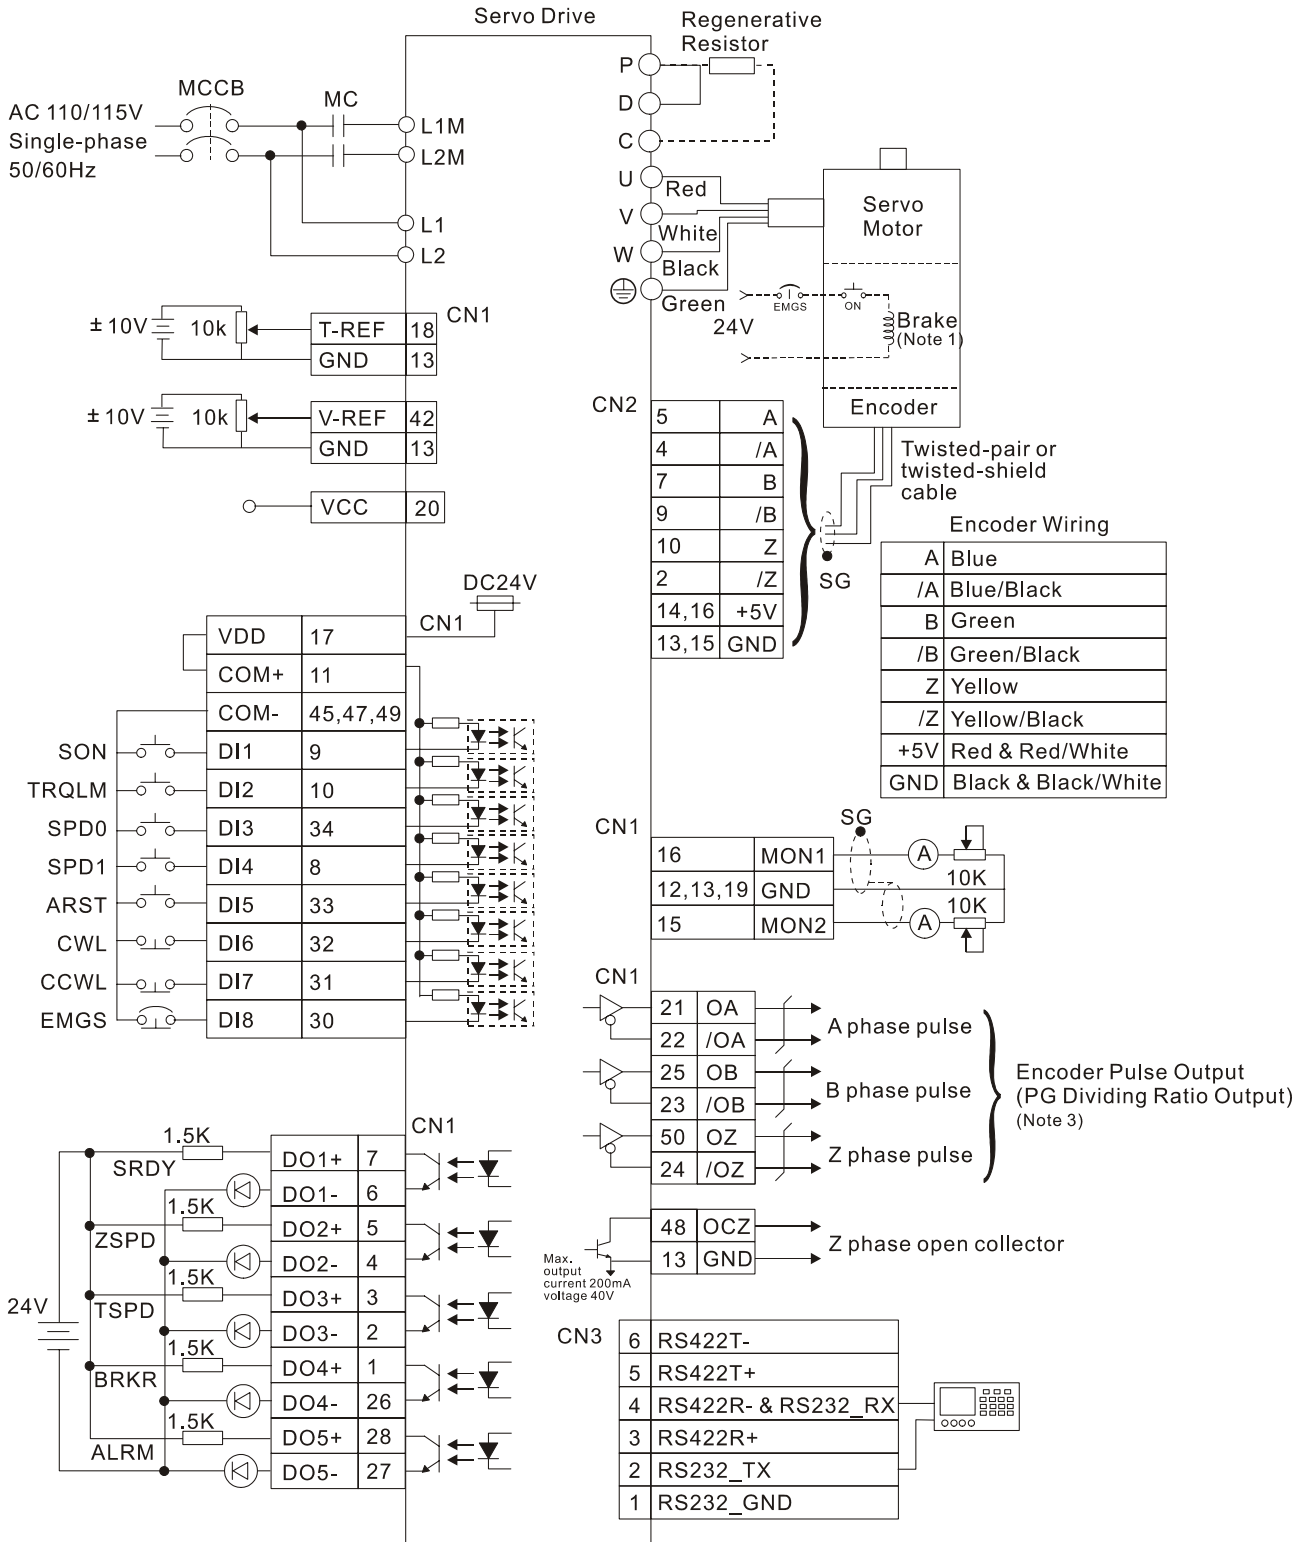 Servo Drive
Regenerative
Resistor
P
D
C
U
V
W
Red
White
Black
Green
MCCB
MC
AC 110/115V
Single-phase
50/60Hz
L1M
L2M
L1
L2
Servo
Motor
EMGS
ON
24V
Brake
(Note 1)
Encoder
CN1
± 10V
10k
T-REF 18
GND 13
± 10V
10k
V-REF 42
GND 13
VCC 20
CN2
5 A
4 /A
7 B
9 /B
10 Z
2 /Z
14,16 +5V
13,15 GND
SG
Twisted-pair or
twisted-shield
cable
Encoder Wiring
A Blue
/A Blue/Black
B Green
/B Green/Black
Z Yellow
/Z Yellow/Black
+5V Red & Red/White
GND Black & Black/White
DC24V
CN1
VDD 17
COM+ 11
COM- 45,47,49
SON DI1 9
TRQLM DI2 10
SPD0 DI3 34
SPD1 DI4 8
ARST DI5 33
CWL DI6 32
CCWL DI7 31
EMGS DI8 30
CN1
SG
16 MON1
12,13,19 GND
15 MON2
A
10K
10K
A
CN1
21 OA
22 /OA
A phase pulse
25 OB
23 /OB
B phase pulse
50 OZ
24 /OZ
Z phase pulse
Encoder Pulse Output
(PG Dividing Ratio Output)
(Note 3)
48 OCZ
13 GND
Z phase open collector
Max.
output
current 200mA
voltage 40V
CN1
24V
1.5K
SRDY
DO1+ 7
DO1- 6
1.5K
ZSPD
DO2+ 5
DO2- 4
1.5K
TSPD
DO3+ 3
DO3- 2
1.5K
BRKR
DO4+ 1
DO4- 26
1.5K
ALRM
DO5+ 28
DO5- 27
CN3
6 RS422T-
5 RS422T+
4 RS422R- & RS232_RX
3 RS422R+
2 RS232_TX
1 RS232_GND